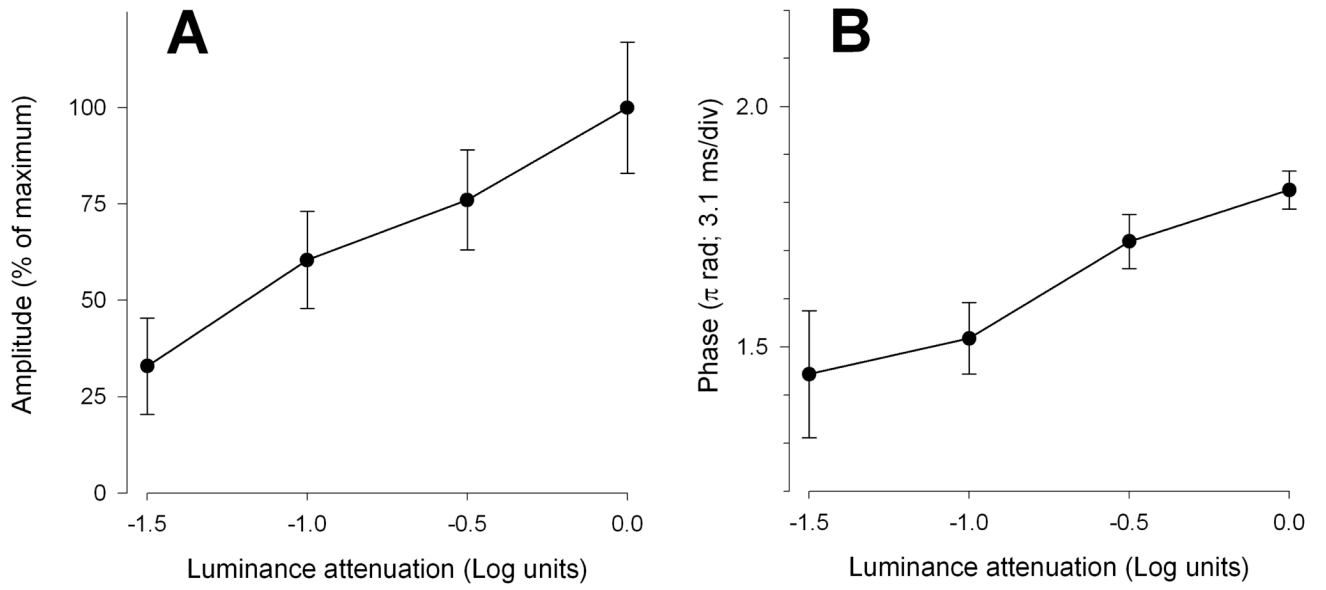 A
Amplitude (% of maximum)
100
75
50
25
0
-1.5 -1.0 -0.5 0.0
Luminance attenuation (Log units)
B
Phase (π rad; 3.1 ms/div)
2.0
1.5
-1.5 -1.0 -0.5 0.0
Luminance attenuation (Log units)